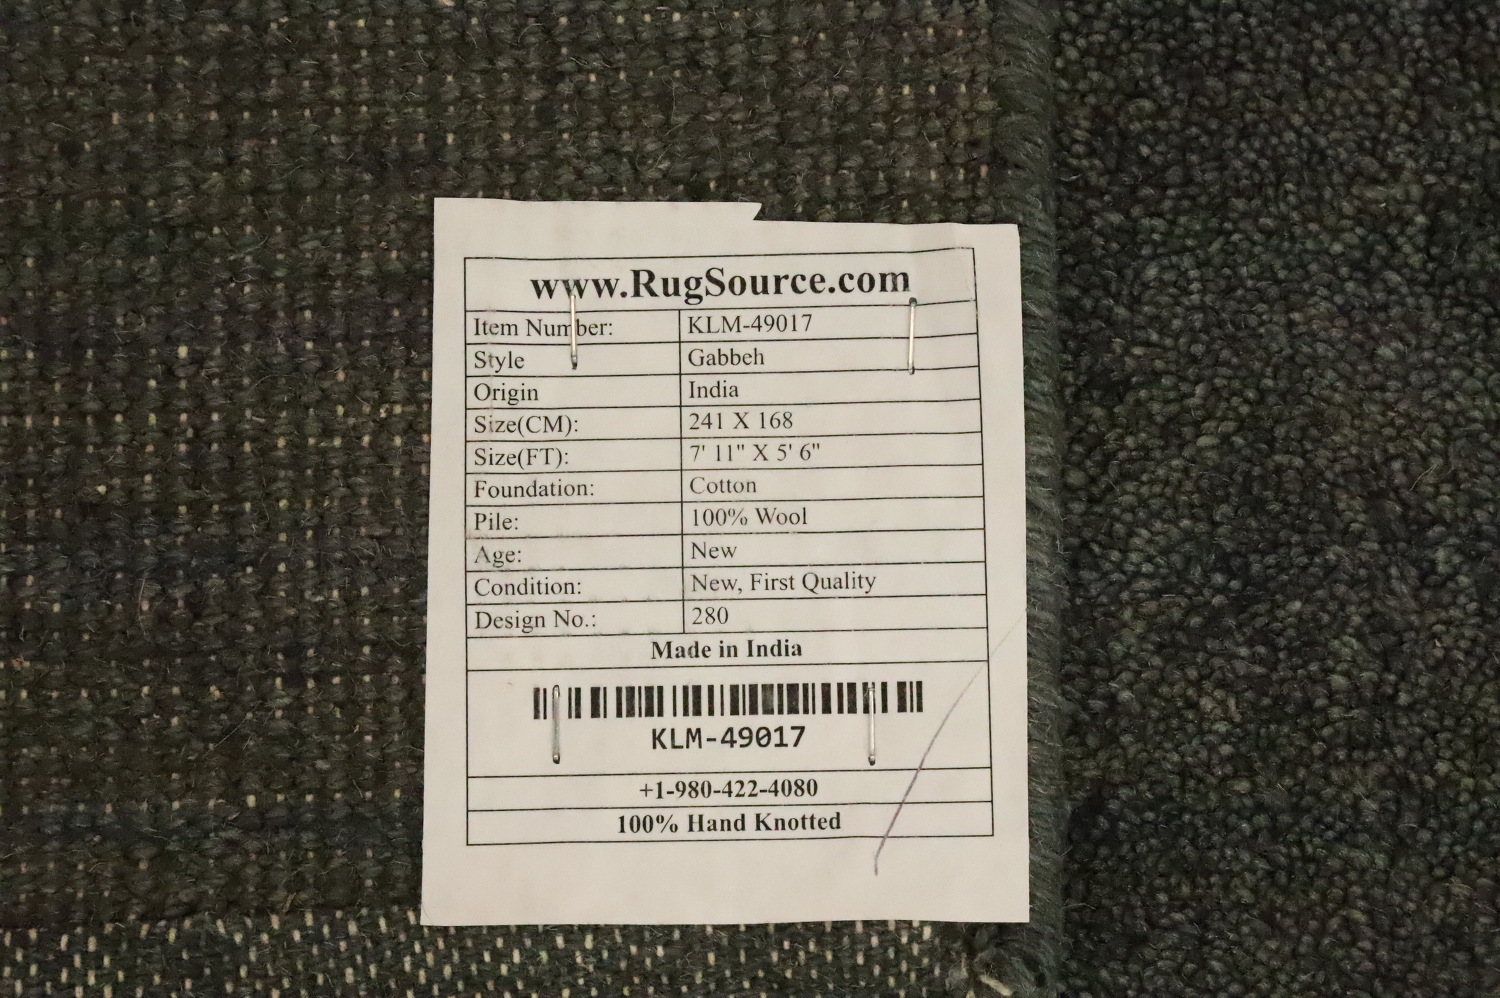 www.RugSource.com
Item Number: KLM-49017
Style Gabbeh
Origin India
Size(CM): 241 X 168
Size(FT): 7' 11" X 5' 6"
Foundation: Cotton
Pile: 100% Wool
Age: New
Condition: New, First Quality
Design No.: 280
Made in India
KLM-49017
+1-980-422-4080
100% Hand Knotted